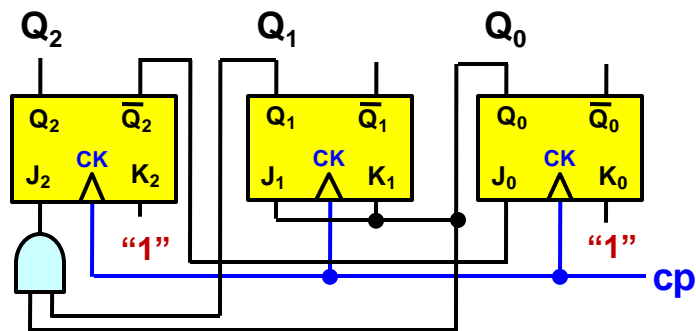 Q₂ Q₁ Q₀
Q₂ Q̅₂ Q₁ Q̅₁ Q₀ Q̅₀
CK CK CK
J₂ K₂ J₁ K₁ J₀ K₀
“1” “1”
cp